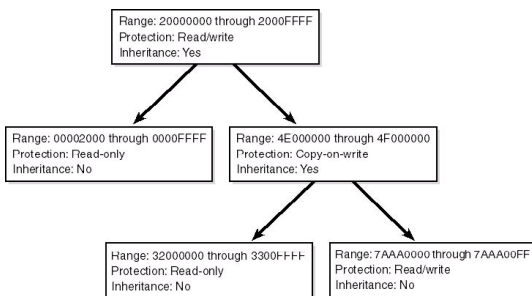 Range: 20000000 through 2000FFFF
Protection: Read/write
Inheritance: Yes
Range: 00002000 through 0000FFFF
Protection: Read-only
Inheritance: No
Range: 4E000000 through 4F000000
Protection: Copy-on-write
Inheritance: Yes
Range: 32000000 through 3300FFFF
Protection: Read-only
Inheritance: No
Range: 7AAA0000 through 7AAA00FF
Protection: Read/write
Inheritance: No